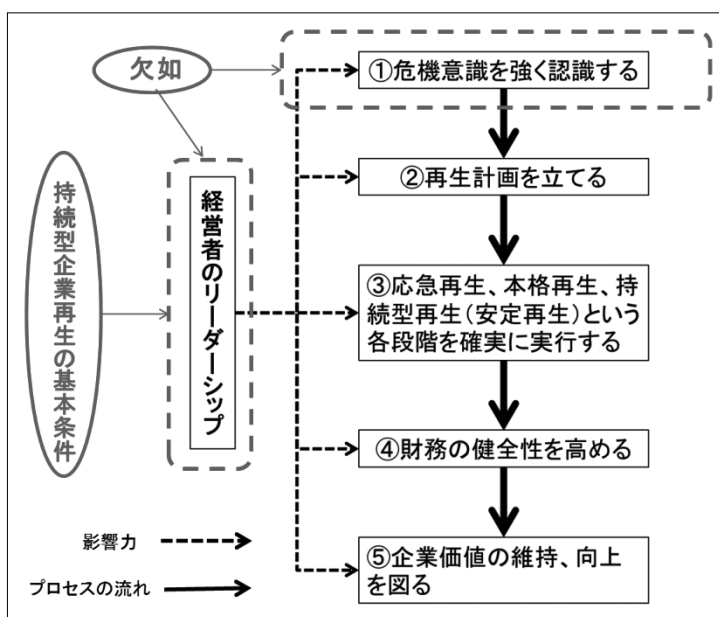 欠如
①危機意識を強く認識する
②再生計画を立てる
持続型企業再生の基本条件
経営者のリーダーシップ
③応急再生、本格再生、持
続型再生(安定再生)という
各段階を確実に実行する
④財務の健全性を高める
影響力
⑤企業価値の維持、向上
を図る
プロセスの流れ